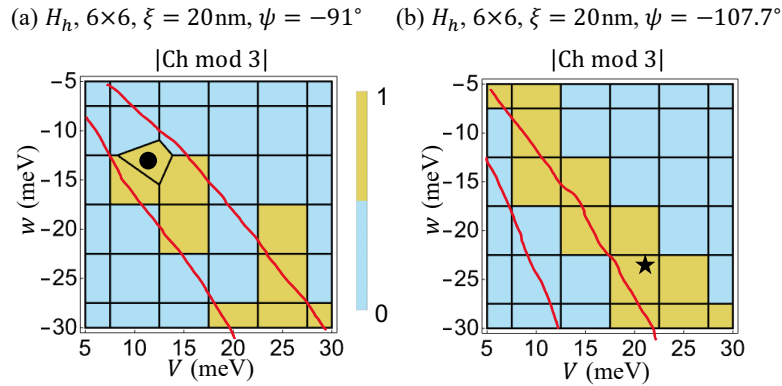 (a) H_h, 6×6, ξ = 20nm, ψ = −91°
(b) H_h, 6×6, ξ = 20nm, ψ = −107.7°
|Ch mod 3|
|Ch mod 3|
−5
−10
−15
−20
−25
−30
w (meV)
5 10 15 20 25 30
V (meV)
1
0
−5
−10
−15
−20
−25
−30
w (meV)
5 10 15 20 25 30
V (meV)